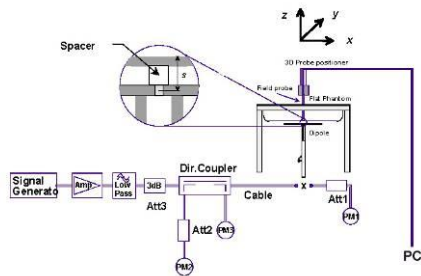 z
y
x
Spacer
s
3D Probe positioner
Field probe
Flat Phantom
Dipole
Signal
Generato
Amp
Low
Pass
3dB
Att3
Dir.Coupler
Cable
x
Att1
PM1
Att2
PM3
PM2
PC